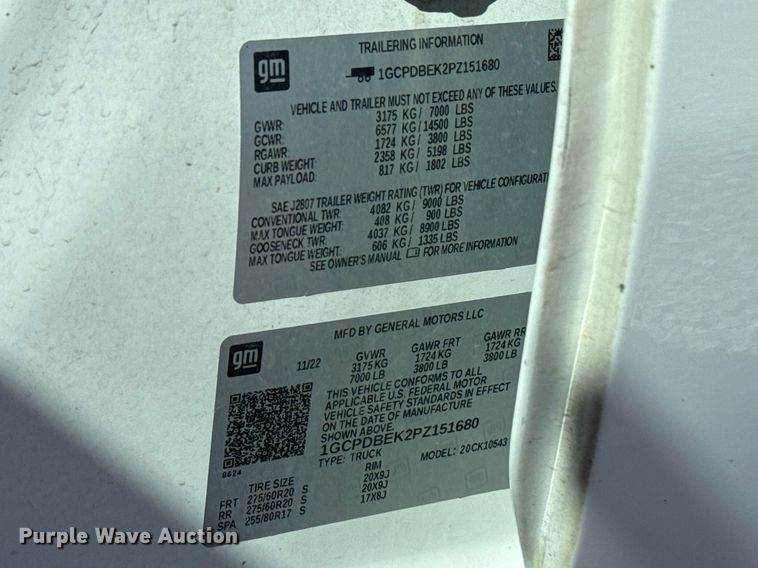 gm
TRAILERING INFORMATION
1GCPDBEK2PZ151680
VEHICLE AND TRAILER MUST NOT EXCEED ANY OF THESE VALUES.
GVWR: 3175 KG / 7000 LBS
GCWR: 6577 KG / 14500 LBS
RGAWR: 1724 KG / 3800 LBS
CURB WEIGHT: 2358 KG / 5198 LBS
MAX PAYLOAD: 817 KG / 1802 LBS
SAE J2807 TRAILER WEIGHT RATING (TWR) FOR VEHICLE CONFIGURATI
CONVENTIONAL TWR: 4082 KG / 9000 LBS
MAX TONGUE WEIGHT: 408 KG / 900 LBS
GOOSENECK TWR: 4037 KG / 8900 LBS
MAX TONGUE WEIGHT: 606 KG / 1335 LBS
SEE OWNER'S MANUAL FOR MORE INFORMATION
gm
MFD BY GENERAL MOTORS LLC
11/22 GVWR GAWR FRT GAWR RR
3175 KG 1724 KG 1724 KG
7000 LB 3800 LB 3800 LB
THIS VEHICLE CONFORMS TO ALL
APPLICABLE U.S. FEDERAL MOTOR
VEHICLE SAFETY STANDARDS IN EFFECT
ON THE DATE OF MANUFACTURE
SHOWN ABOVE.
1GCPDBEK2PZ151680
TYPE: TRUCK MODEL: 20CK10543
8624
TIRE SIZE RIM
FRT 275/60R20 S 20X9J
RR 275/60R20 S 20X9J
SPA 255/80R17 S 17X8J
Purple Wave Auction